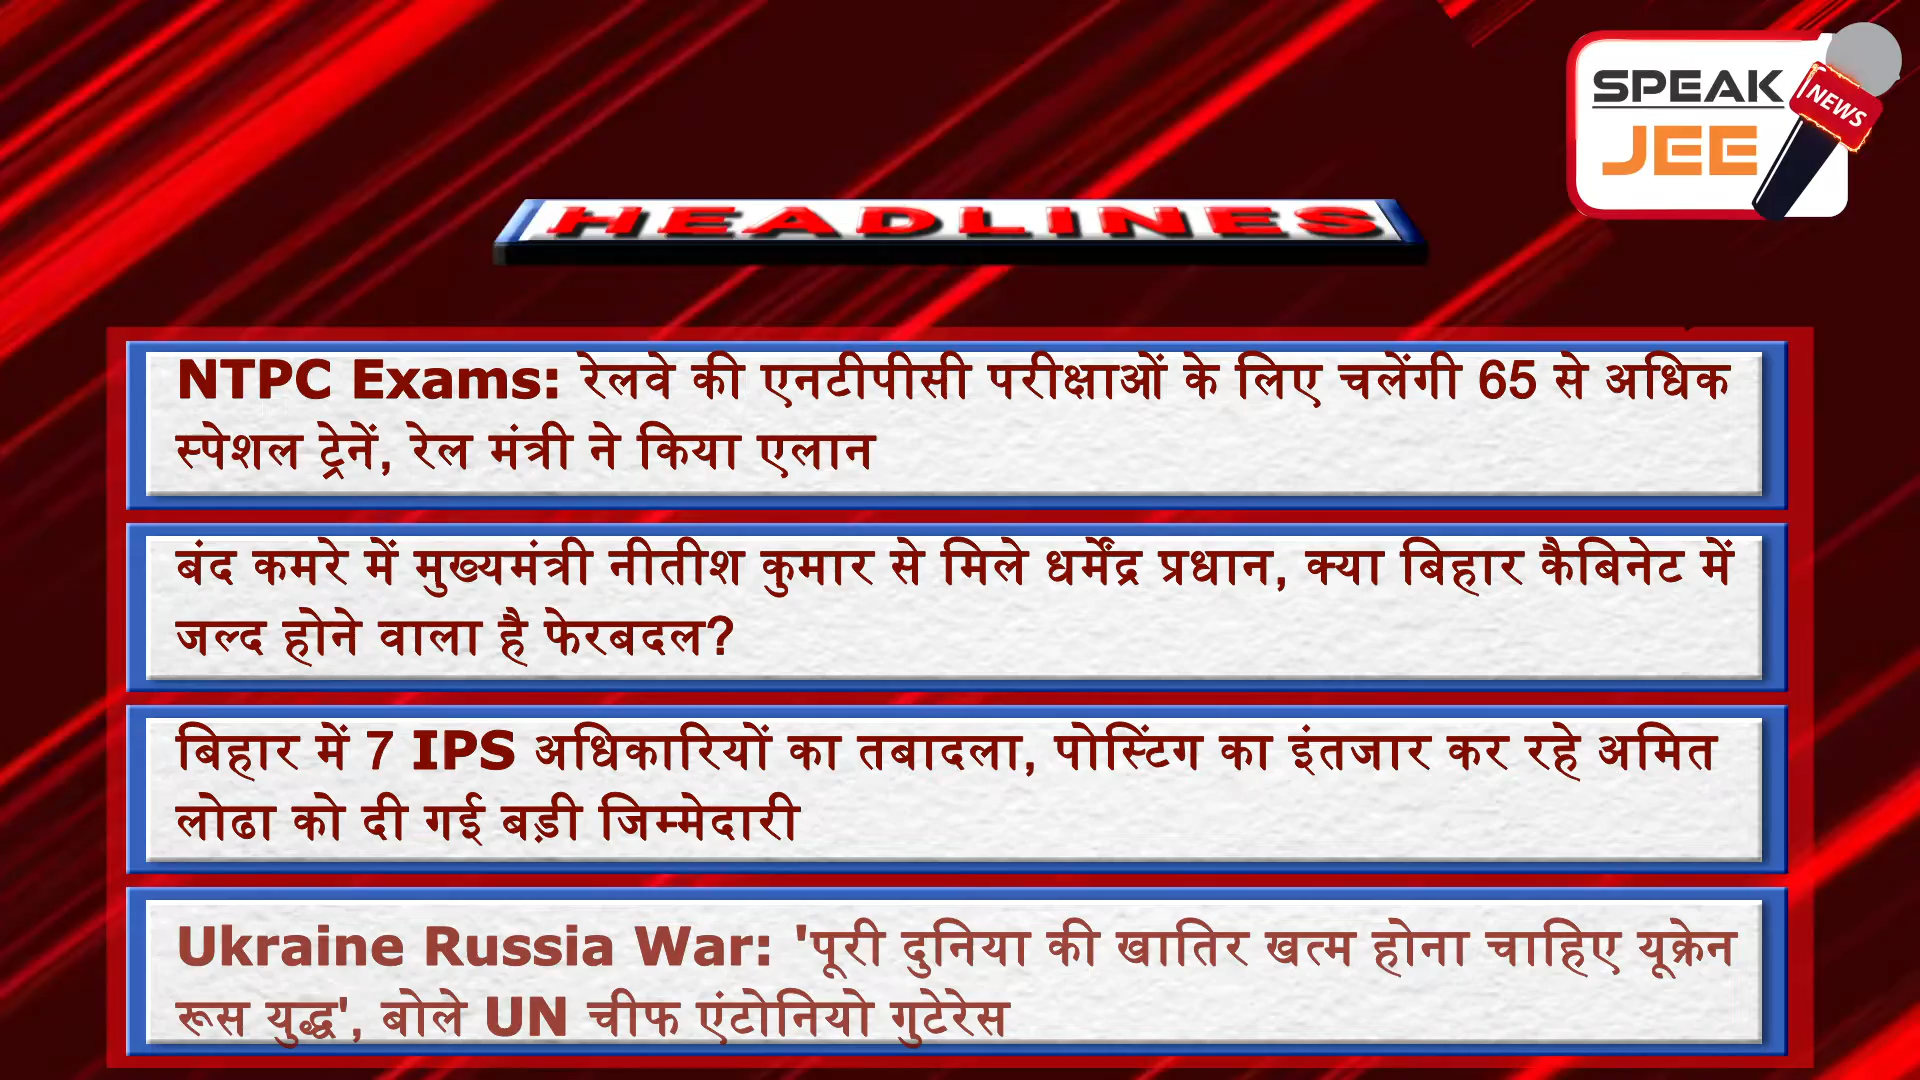 SPEAK
JEE
NEWS
HEADLINES
NTPC Exams: रेलवे की एनटीपीसी परीक्षाओं के लिए चलेंगी 65 से अधिक
स्पेशल ट्रेनें, रेल मंत्री ने किया एलान
बंद कमरे में मुख्यमंत्री नीतीश कुमार से मिले धर्मेंद्र प्रधान, क्या बिहार कैबिनेट में
जल्द होने वाला है फेरबदल?
बिहार में 7 IPS अधिकारियों का तबादला, पोस्टिंग का इंतजार कर रहे अमित
लोढा को दी गई बड़ी जिम्मेदारी
Ukraine Russia War: 'पूरी दुनिया की खातिर खत्म होना चाहिए यूक्रेन
रूस युद्ध', बोले UN चीफ एंटोनियो गुटेरेस